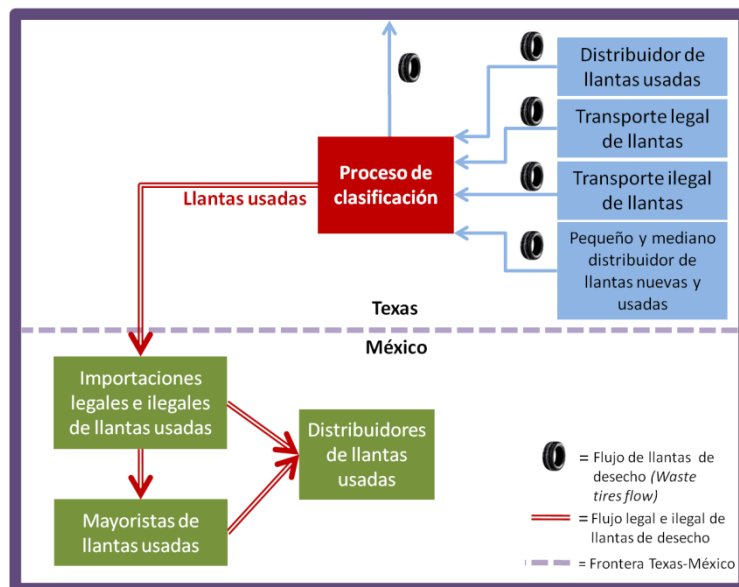 Distribuidor de
llantas usadas
Transporte legal
de llantas
Transporte ilegal
de llantas
Pequeño y mediano
distribuidor de
llantas nuevas y
usadas
Proceso de
clasificación
Llantas usadas
Texas
México
Importaciones
legales e ilegales
de llantas usadas
Distribuidores
de llantas
usadas
Mayoristas de
llantas usadas
= Flujo de llantas de
desecho (Waste
tires flow)
= Flujo legal e ilegal de
llantas de desecho
= Frontera Texas-México